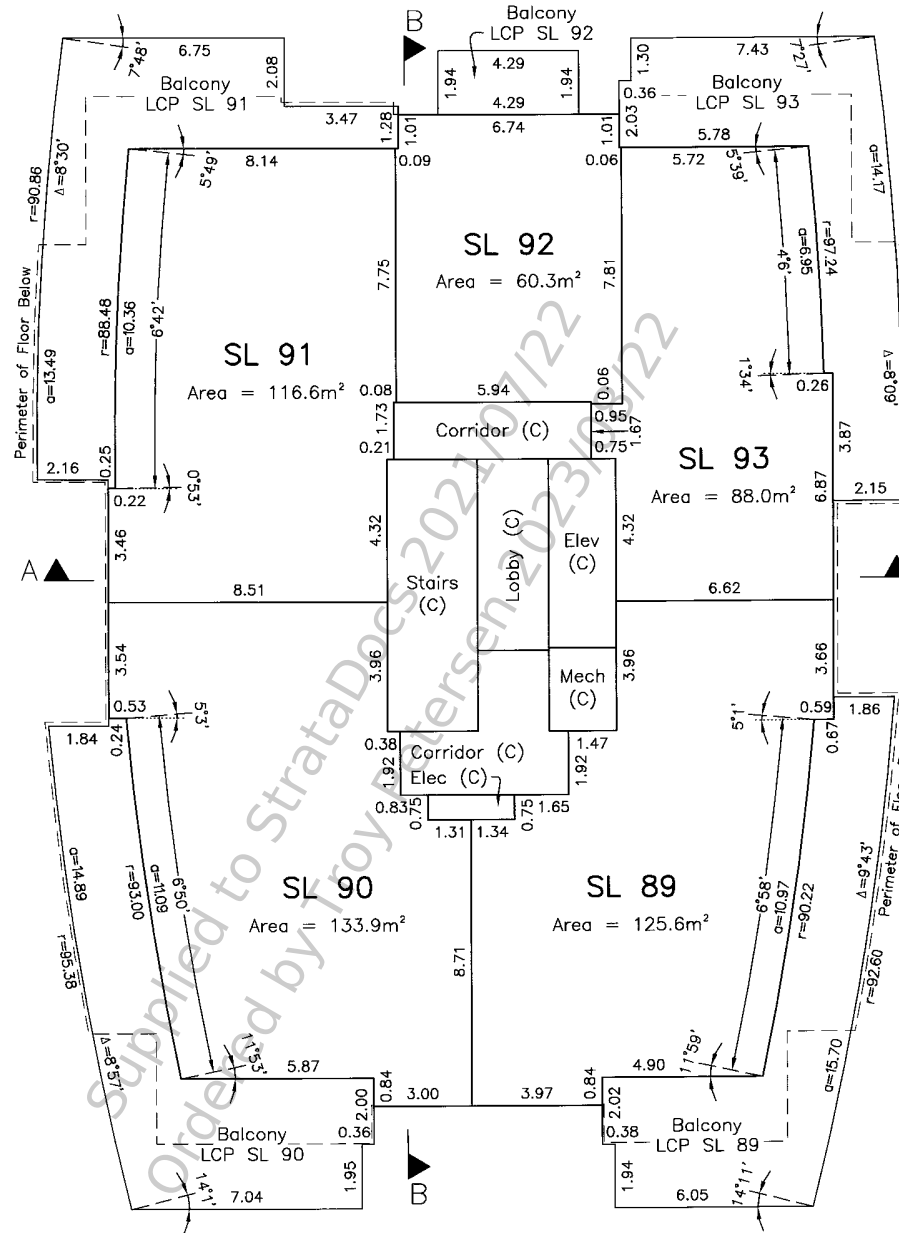 B
Balcony
LCP SL 92
6.75
7°48'
2.08
Balcony
LCP SL 91
3.47
1.28
1.01
1.94
4.29
4.29
1.94
6.74
1.01
1.30
0.36
2.03
7.43
7°27'
Balcony
LCP SL 93
5.78
r=90.86
Δ=8°30'
5°49'
8.14
0.09
0.06
5.72
5°39'
a=14.17
r=88.48
a=10.36
6°42'
7.75
SL 92
Area = 60.3m²
7.81
4°6'
a=6.95
r=97.24
Perimeter of Floor Below
a=13.49
SL 91
Area = 116.6m²
0.08
5.94
0.06
1°34'
0.26
Δ=8°09'
1.73
0.21
Corridor (C)
0.95
0.75
1.67
SL 93
Area = 88.0m²
3.87
9.87
2.16
0.25
0.22
0°53'
2.15
3.46
4.32
Stairs
(C)
Lobby (C)
Elev
(C)
4.32
A
8.51
6.62
3.54
3.96
Mech
(C)
3.96
3.66
0.53
5°3'
5°1'
0.59
1.86
1.84
0.24
0.38
1.92
Corridor (C)
Elec (C)
1.47
1.92
0.67
0.83
0.75
1.31
1.34
0.75
1.65
a=14.89
r=95.38
r=93.00
a=11.09
6°50'
SL 90
Area = 133.9m²
8.71
SL 89
Area = 125.6m²
6°58'
a=10.97
r=90.22
Δ=9°43'
Perimeter of Floor
r=92.60
a=15.70
Δ=8°57'
11°53'
5.87
0.84
3.00
3.97
0.84
4.90
11°59'
2.00
0.36
2.02
0.38
Balcony
LCP SL 90
Balcony
LCP SL 89
14°1'
7.04
1.95
B
1.94
6.05
14°11'
Supplied to StrataDocs 2021/07/22
Ordered by Troy Petersen 2023/08/22